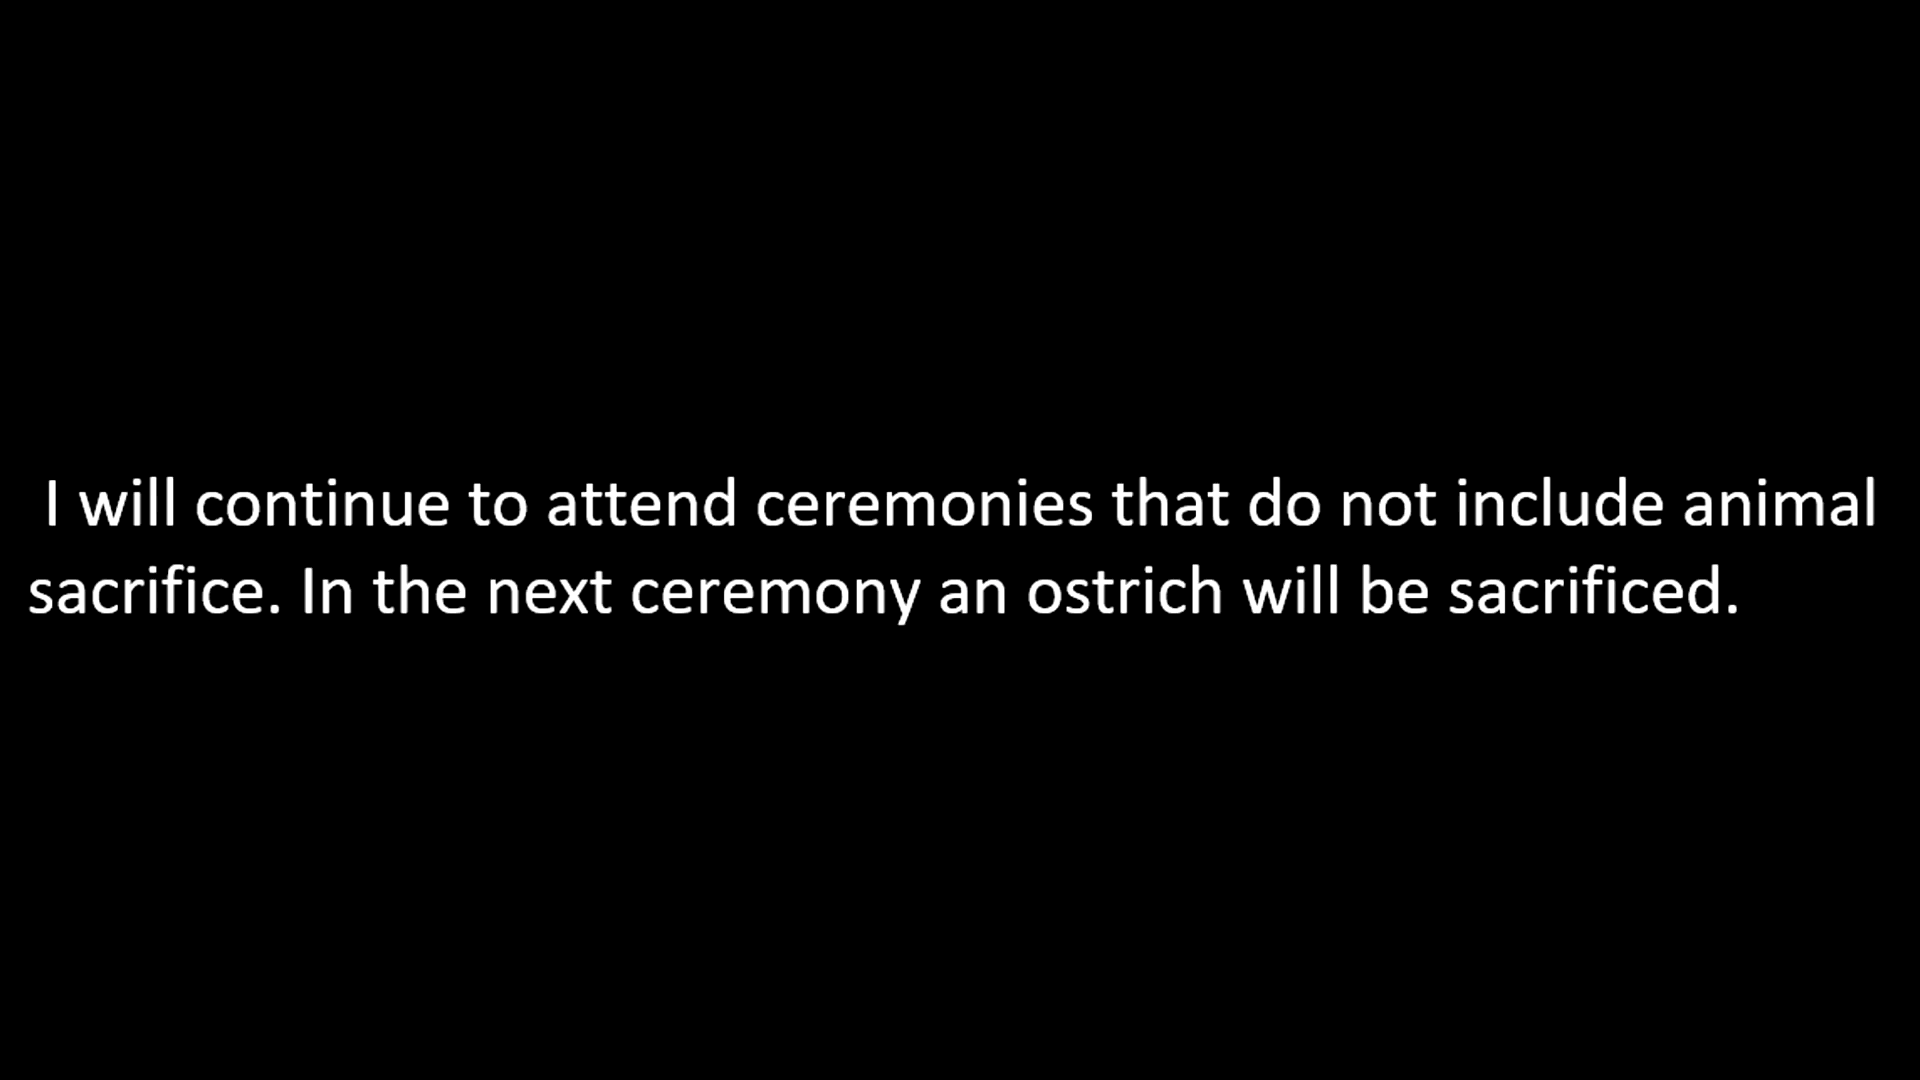 I will continue to attend ceremonies that do not include animal
sacrifice. In the next ceremony an ostrich will be sacrificed.